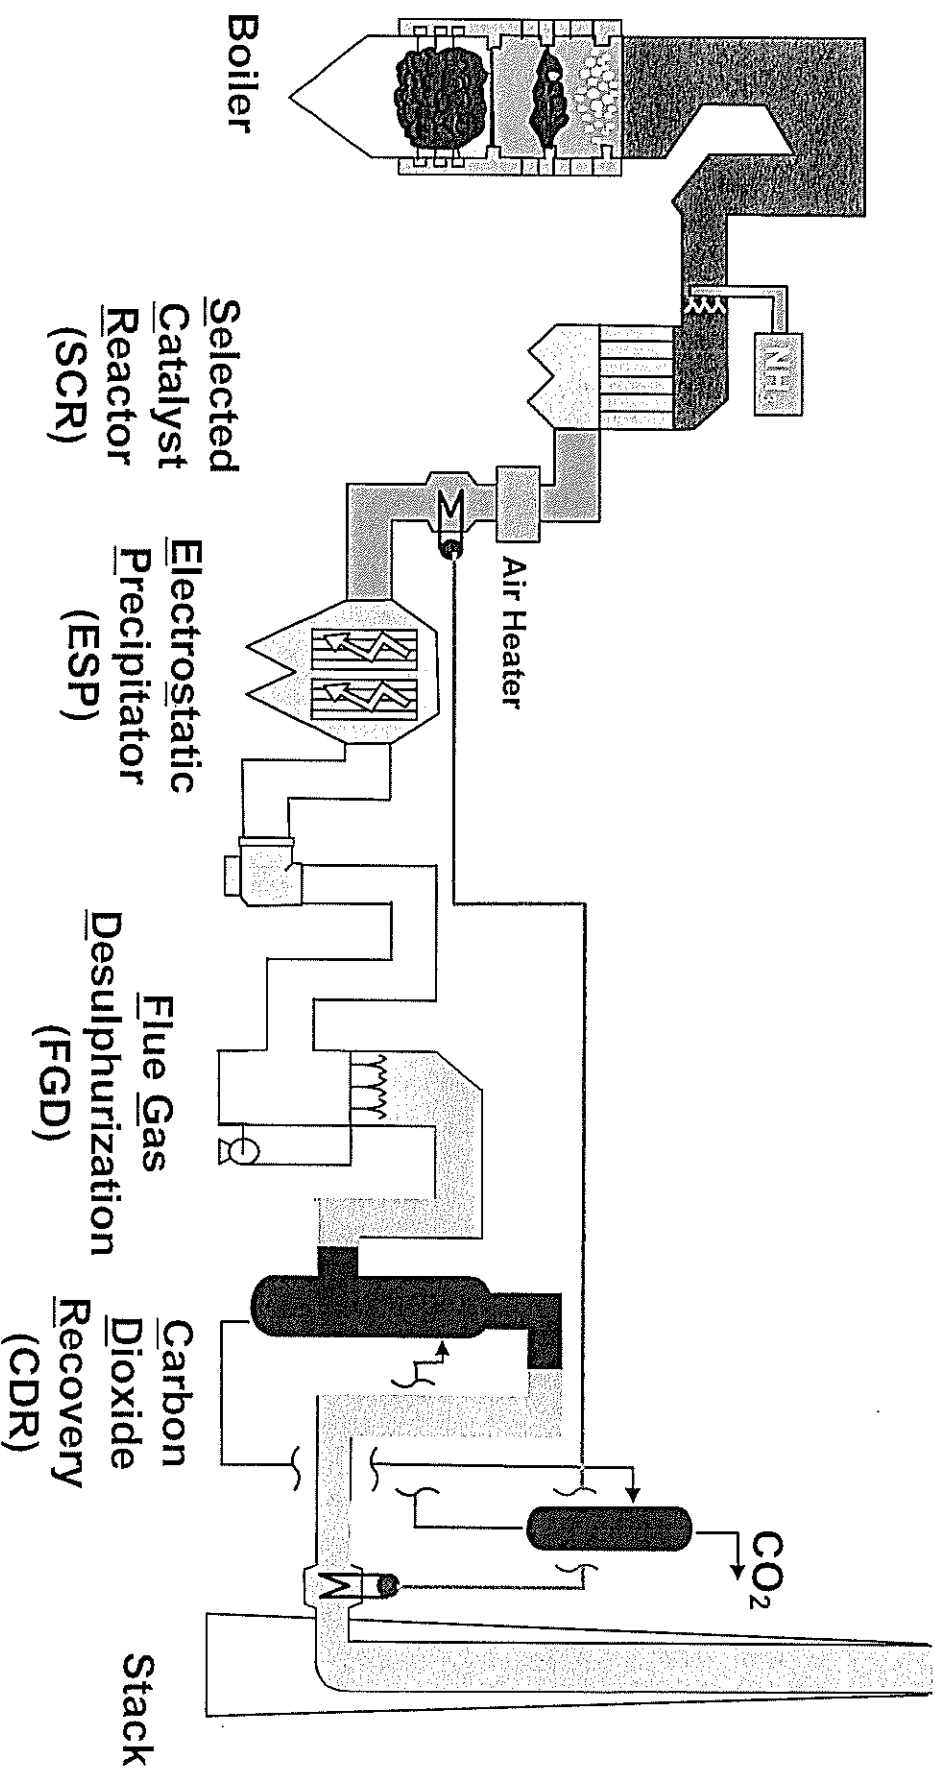 Boiler
NH₃
Selected
Catalyst
Reactor
(SCR)
Air Heater
Electrostatic
Precipitator
(ESP)
Flue Gas
Desulphurization
(FGD)
Carbon
Dioxide
Recovery
(CDR)
CO₂
Stack